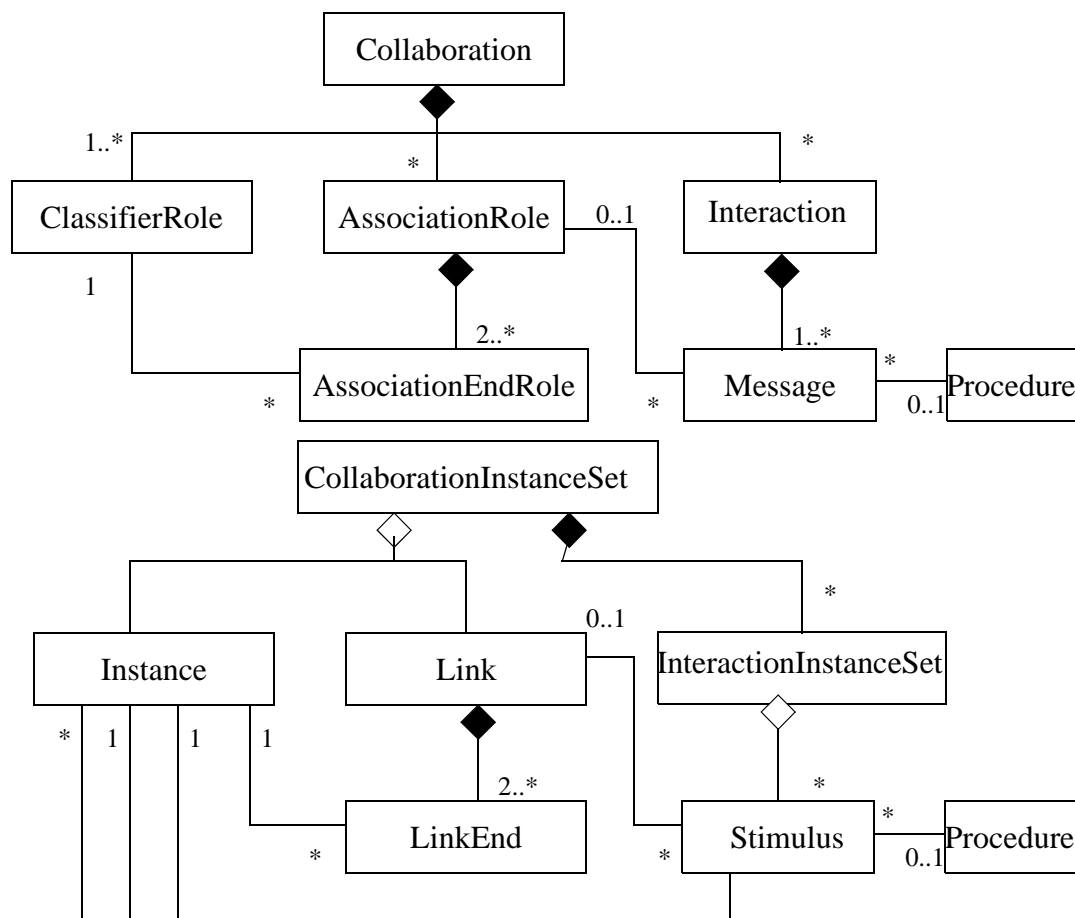 Collaboration
1..*
*
*
ClassifierRole
AssociationRole
0..1
Interaction
1
2..*
1..*
AssociationEndRole
*
*
Message
*
0..1
Procedure
CollaborationInstanceSet
*
0..1
Instance
Link
InteractionInstanceSet
*
1
1
1
2..*
*
LinkEnd
*
*
Stimulus
*
0..1
Procedure